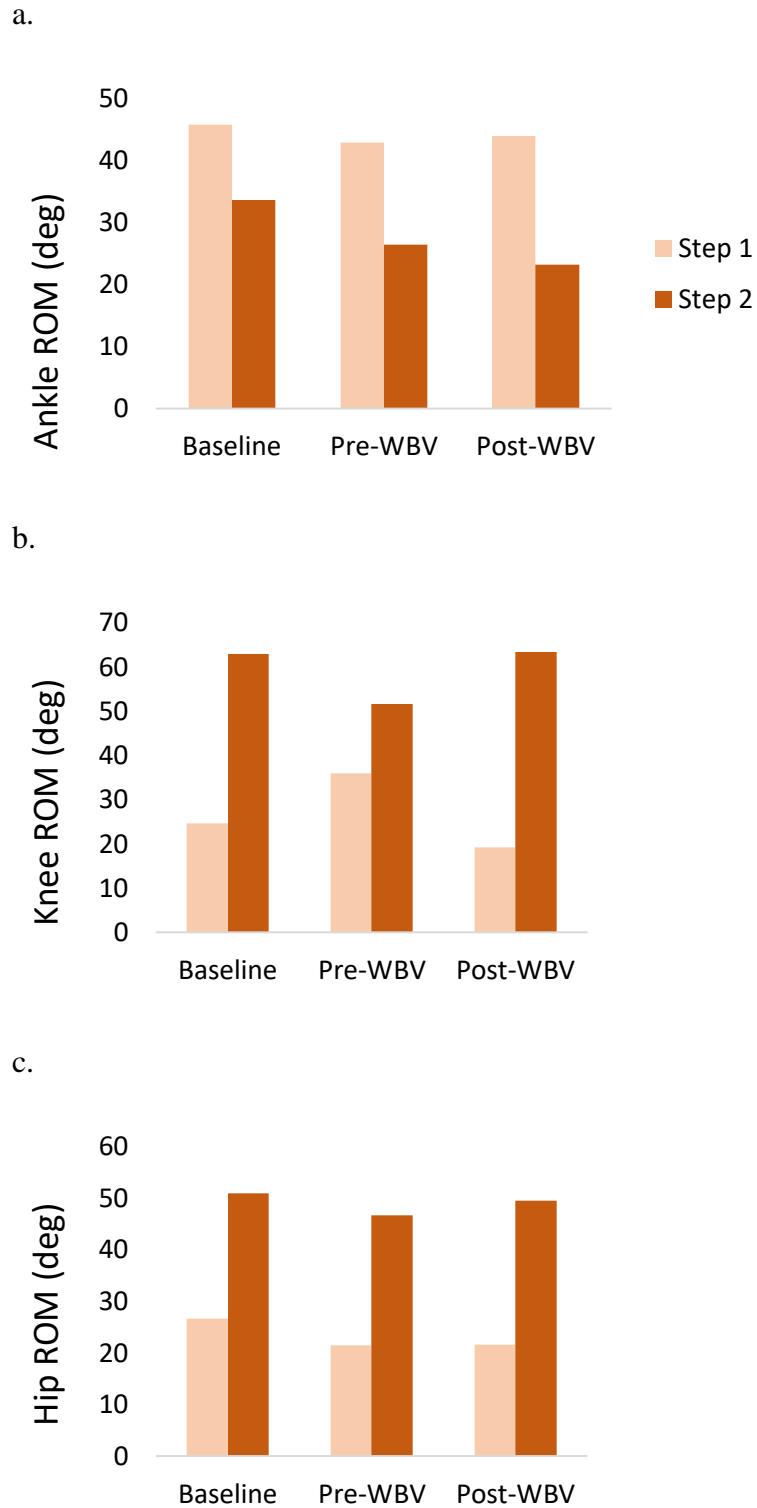 a.
50
40
30
20
10
0
Ankle ROM (deg)
Baseline Pre-WBV Post-WBV
Step 1
Step 2
b.
70
60
50
40
30
20
10
0
Knee ROM (deg)
Baseline Pre-WBV Post-WBV
c.
60
50
40
30
20
10
0
Hip ROM (deg)
Baseline Pre-WBV Post-WBV